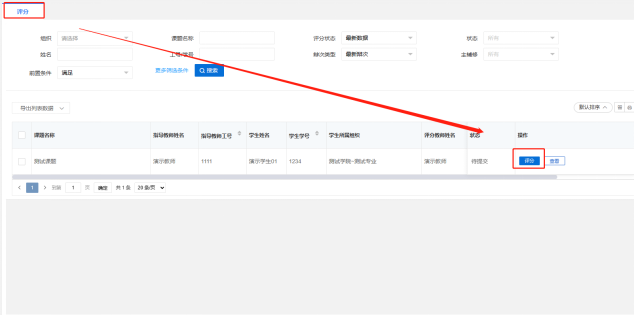 评分
组织 请选择 课题名称 评分状态 最新数据 状态 所有
姓名 工号/学号 届次类型 最新届次 主辅修 所有
前置条件 满足 更多筛选条件 搜索
导出列表数据 默认排序
课题名称 指导教师姓名 指导教师工号 学生姓名 学生学号 学生所属组织 评分教师姓名 状态 操作
测试课题 演示教师 1111 演示学生01 1234 测试学院-测试专业 演示教师 待提交 评分 查看
1 到第 1 页 确定 共 1 条 20 条/页